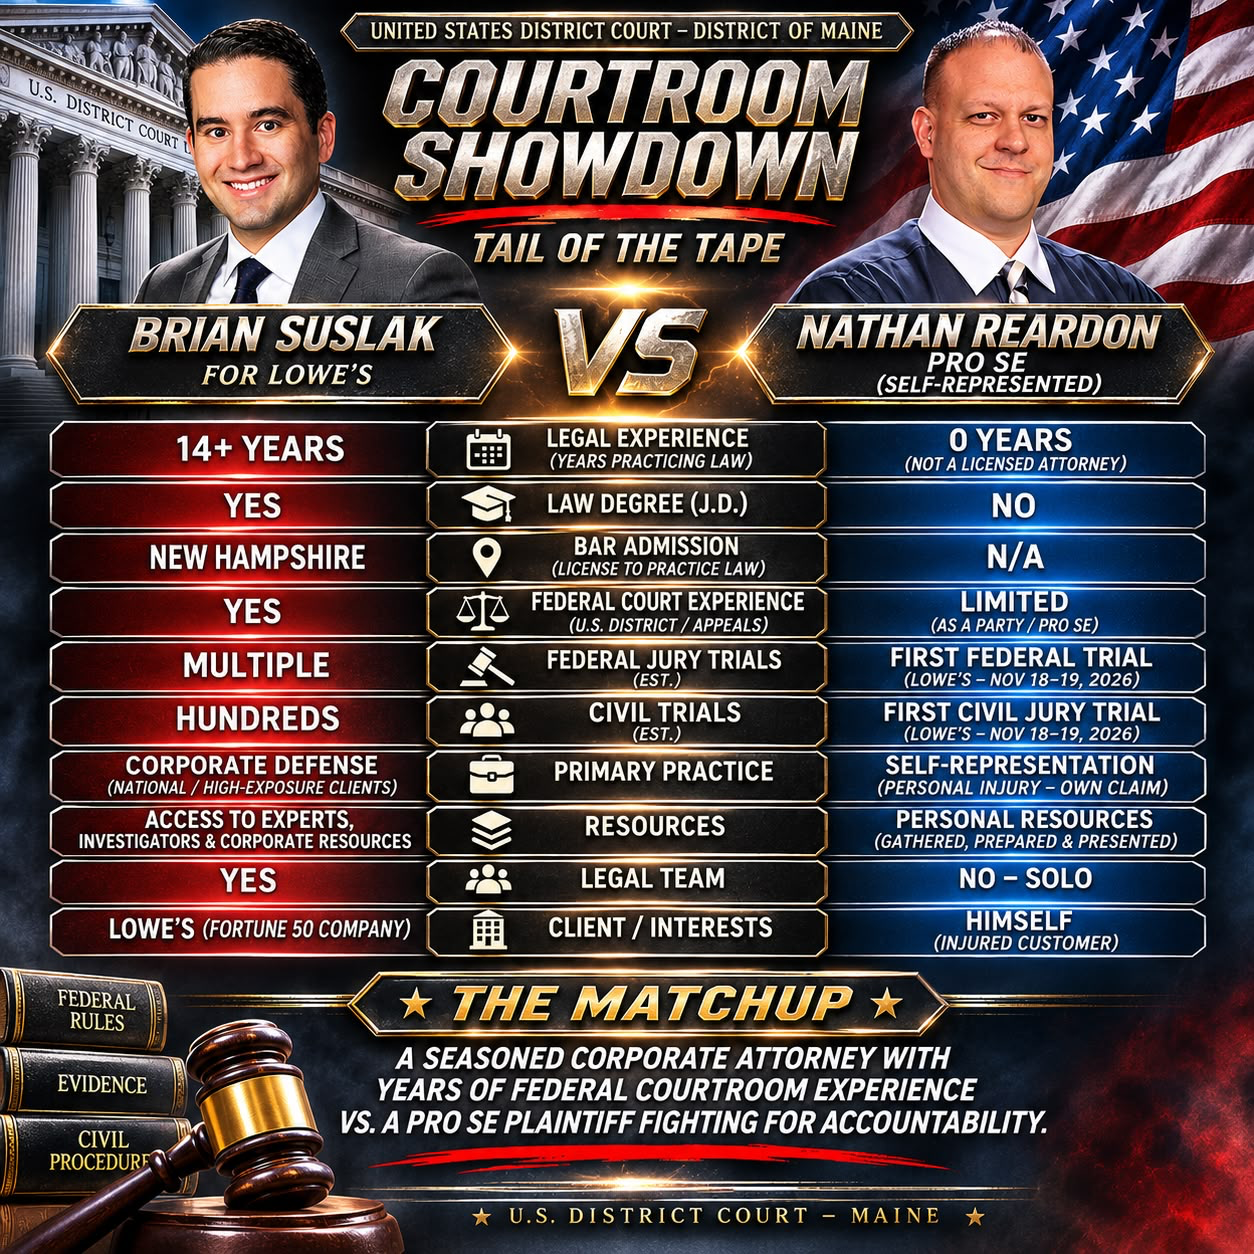 UNITED STATES DISTRICT COURT – DISTRICT OF MAINE
U.S. DISTRICT COURT
COURTROOM
SHOWDOWN
TAIL OF THE TAPE
BRIAN SUSLAK
FOR LOWE'S
VS
NATHAN REARDON
PRO SE
(SELF-REPRESENTED)
14+ YEARS
LEGAL EXPERIENCE
(YEARS PRACTICING LAW)
0 YEARS
(NOT A LICENSED ATTORNEY)
YES
LAW DEGREE (J.D.)
NO
NEW HAMPSHIRE
BAR ADMISSION
(LICENSE TO PRACTICE LAW)
N/A
YES
FEDERAL COURT EXPERIENCE
(U.S. DISTRICT / APPEALS)
LIMITED
(AS A PARTY / PRO SE)
MULTIPLE
FEDERAL JURY TRIALS
(EST.)
FIRST FEDERAL TRIAL
(LOWE'S – NOV 18–19, 2026)
HUNDREDS
CIVIL TRIALS
(EST.)
FIRST CIVIL JURY TRIAL
(LOWE'S – NOV 18–19, 2026)
CORPORATE DEFENSE
(NATIONAL / HIGH-EXPOSURE CLIENTS)
PRIMARY PRACTICE
SELF-REPRESENTATION
(PERSONAL INJURY – OWN CLAIM)
ACCESS TO EXPERTS,
INVESTIGATORS & CORPORATE RESOURCES
RESOURCES
PERSONAL RESOURCES
(GATHERED, PREPARED & PRESENTED)
YES
LEGAL TEAM
NO – SOLO
LOWE'S (FORTUNE 50 COMPANY)
CLIENT / INTERESTS
HIMSELF
(INJURED CUSTOMER)
THE MATCHUP
A SEASONED CORPORATE ATTORNEY WITH
YEARS OF FEDERAL COURTROOM EXPERIENCE
VS. A PRO SE PLAINTIFF FIGHTING FOR ACCOUNTABILITY.
FEDERAL
RULES
EVIDENCE
CIVIL
PROCEDURE
U.S. DISTRICT COURT – MAINE